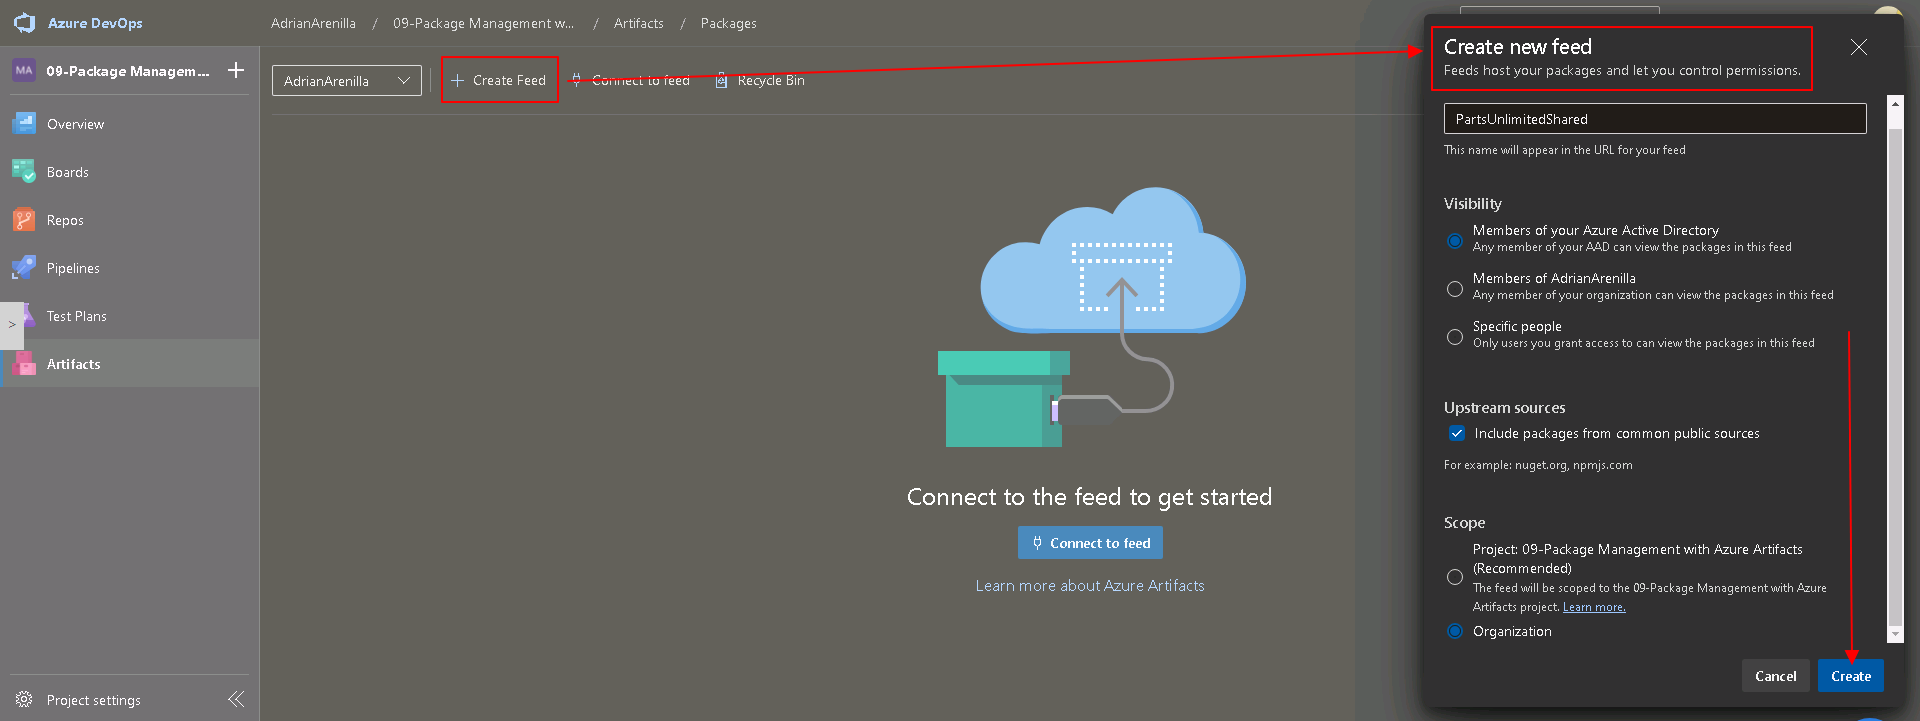 Azure DevOps
AdrianArenilla / 09-Package Management w... / Artifacts / Packages
MA 09-Package Managem... +
Overview
Boards
Repos
Pipelines
Test Plans
>
Artifacts
Project settings
AdrianArenilla
+ Create Feed
Connect to feed
Recycle Bin
Connect to the feed to get started
Connect to feed
Learn more about Azure Artifacts
Create new feed
Feeds host your packages and let you control permissions.
PartsUnlimitedShared
This name will appear in the URL for your feed
Visibility
Members of your Azure Active Directory
Any member of your AAD can view the packages in this feed
Members of AdrianArenilla
Any member of your organization can view the packages in this feed
Specific people
Only users you grant access to can view the packages in this feed
Upstream sources
Include packages from common public sources
For example: nuget.org, npmjs.com
Scope
Project: 09-Package Management with Azure Artifacts
(Recommended)
The feed will be scoped to the 09-Package Management with Azure
Artifacts project. Learn more.
Organization
Cancel
Create